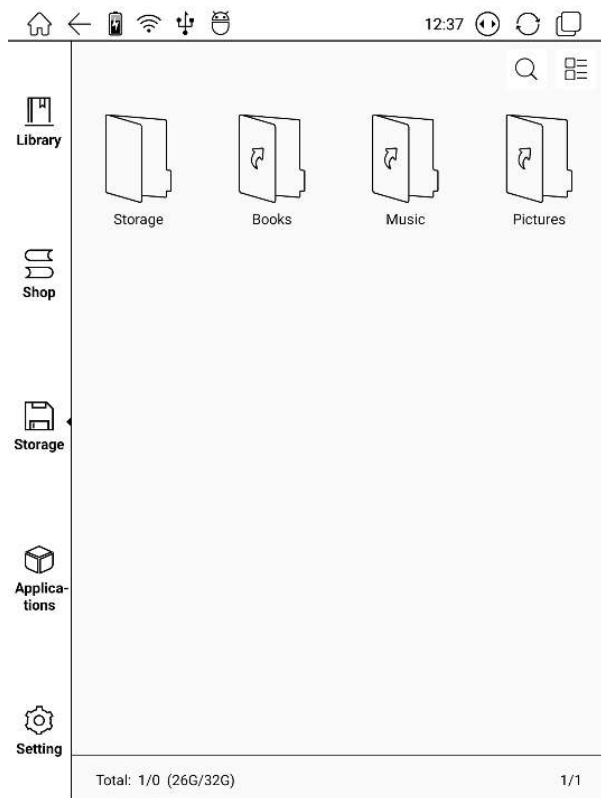 12:37
Library
Storage
Books
Music
Pictures
Shop
Storage
Applica-
tions
Setting
Total: 1/0 (26G/32G)
1/1